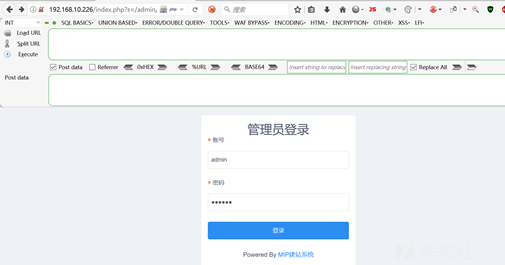 192.168.10.226/index.php?s=/admin
搜索
JS
INT
SQL BASICS
UNION BASED
ERROR/DOUBLE QUERY
TOOLS
WAF BYPASS
ENCODING
HTML
ENCRYPTION
OTHER
XSS
LFI
Load URL
Split URL
Execute
Post data
Referrer
0xHEX
%URL
BASE64
Insert string to replace
Insert replacing string
Replace All
Post data
管理员登录
* 账号
admin
* 密码
登录
Powered By MIP建站系统